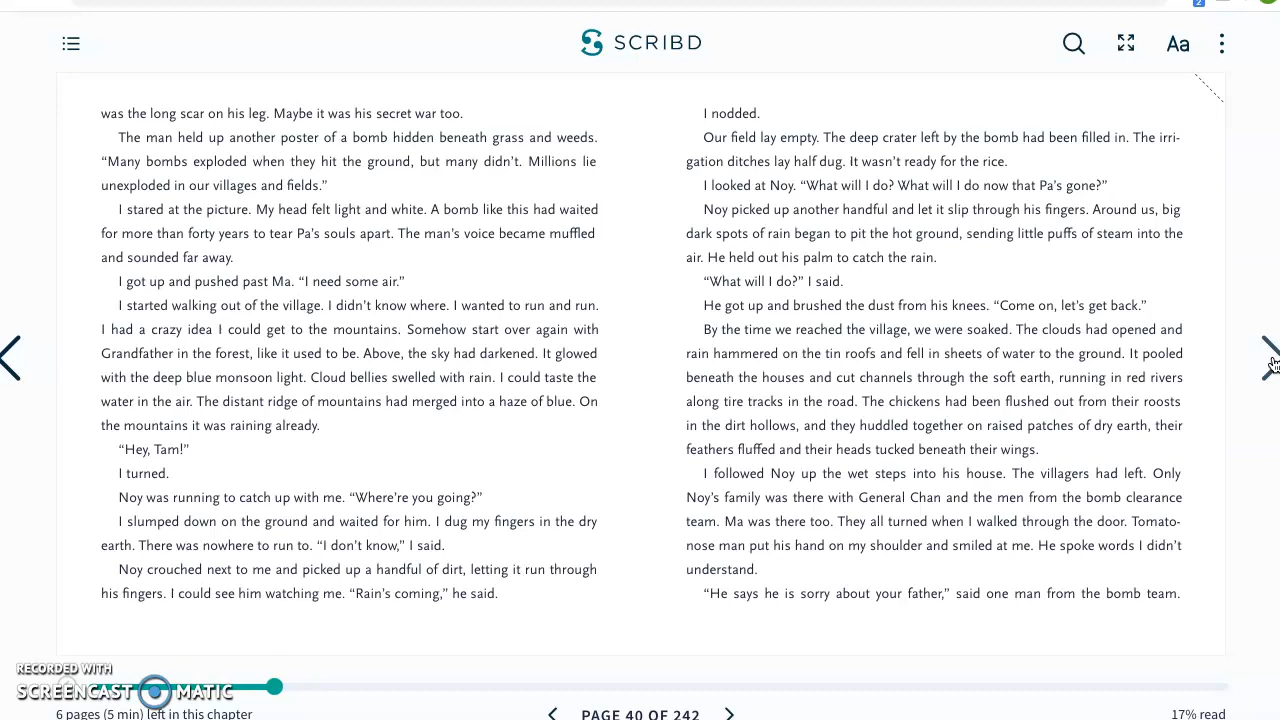 2
SCRIBD
Aa
was the long scar on his leg. Maybe it was his secret war too.
The man held up another poster of a bomb hidden beneath grass and weeds.
“Many bombs exploded when they hit the ground, but many didn’t. Millions lie
unexploded in our villages and fields.”
I stared at the picture. My head felt light and white. A bomb like this had waited
for more than forty years to tear Pa’s souls apart. The man’s voice became muffled
and sounded far away.
I got up and pushed past Ma. “I need some air.”
I started walking out of the village. I didn’t know where. I wanted to run and run.
I had a crazy idea I could get to the mountains. Somehow start over again with
Grandfather in the forest, like it used to be. Above, the sky had darkened. It glowed
with the deep blue monsoon light. Cloud bellies swelled with rain. I could taste the
water in the air. The distant ridge of mountains had merged into a haze of blue. On
the mountains it was raining already.
“Hey, Tam!”
I turned.
Noy was running to catch up with me. “Where’re you going?”
I slumped down on the ground and waited for him. I dug my fingers in the dry
earth. There was nowhere to run to. “I don’t know,” I said.
Noy crouched next to me and picked up a handful of dirt, letting it run through
his fingers. I could see him watching me. “Rain’s coming,” he said.
I nodded.
Our field lay empty. The deep crater left by the bomb had been filled in. The irri-
gation ditches lay half dug. It wasn’t ready for the rice.
I looked at Noy. “What will I do? What will I do now that Pa’s gone?”
Noy picked up another handful and let it slip through his fingers. Around us, big
dark spots of rain began to pit the hot ground, sending little puffs of steam into the
air. He held out his palm to catch the rain.
“What will I do?” I said.
He got up and brushed the dust from his knees. “Come on, let’s get back.”
By the time we reached the village, we were soaked. The clouds had opened and
rain hammered on the tin roofs and fell in sheets of water to the ground. It pooled
beneath the houses and cut channels through the soft earth, running in red rivers
along tire tracks in the road. The chickens had been flushed out from their roosts
in the dirt hollows, and they huddled together on raised patches of dry earth, their
feathers fluffed and their heads tucked beneath their wings.
I followed Noy up the wet steps into his house. The villagers had left. Only
Noy’s family was there with General Chan and the men from the bomb clearance
team. Ma was there too. They all turned when I walked through the door. Tomato-
nose man put his hand on my shoulder and smiled at me. He spoke words I didn’t
understand.
“He says he is sorry about your father,” said one man from the bomb team.
RECORDED WITH
SCREENCAST MATIC
6 pages (5 min) left in this chapter
PAGE 40 OF 242
17% read